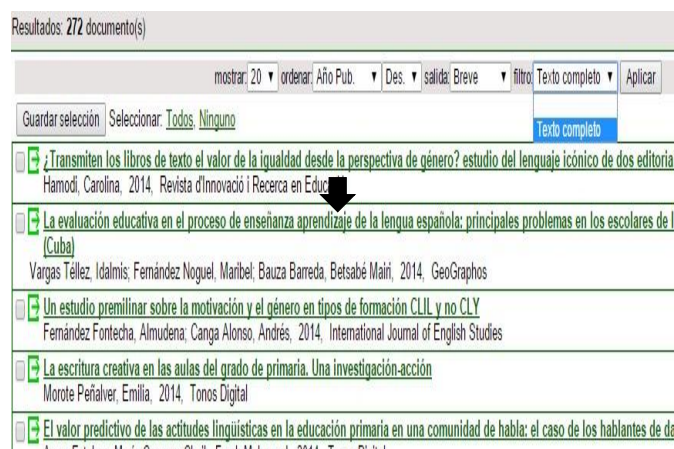 Resultados: 272 documento(s)
mostrar: 20 ordenar: Año Pub. Des. salida: Breve filtro: Texto completo Aplicar
Guardar selección Seleccionar: Todos, Ninguno Texto completo
¿Transmiten los libros de texto el valor de la igualdad desde la perspectiva de género? estudio del lenguaje icónico de dos editoria
Hamodi, Carolina, 2014, Revista d'Innovació i Recerca en Educ
La evaluación educativa en el proceso de enseñanza aprendizaje de la lengua española: principales problemas en los escolares de l
(Cuba)
Vargas Téllez, Idalmis; Fernández Noguel, Maribel; Bauza Barreda, Betsabé Mairi, 2014, GeoGraphos
Un estudio premilinar sobre la motivación y el género en tipos de formación CLIL y no CLY
Fernández Fontecha, Almudena; Canga Alonso, Andrés, 2014, International Journal of English Studies
La escritura creativa en las aulas del grado de primaria. Una investigación-acción
Morote Peñalver, Emilia, 2014, Tonos Digital
El valor predictivo de las actitudes lingüísticas en la educación primaria en una comunidad de habla: el caso de los hablantes de da